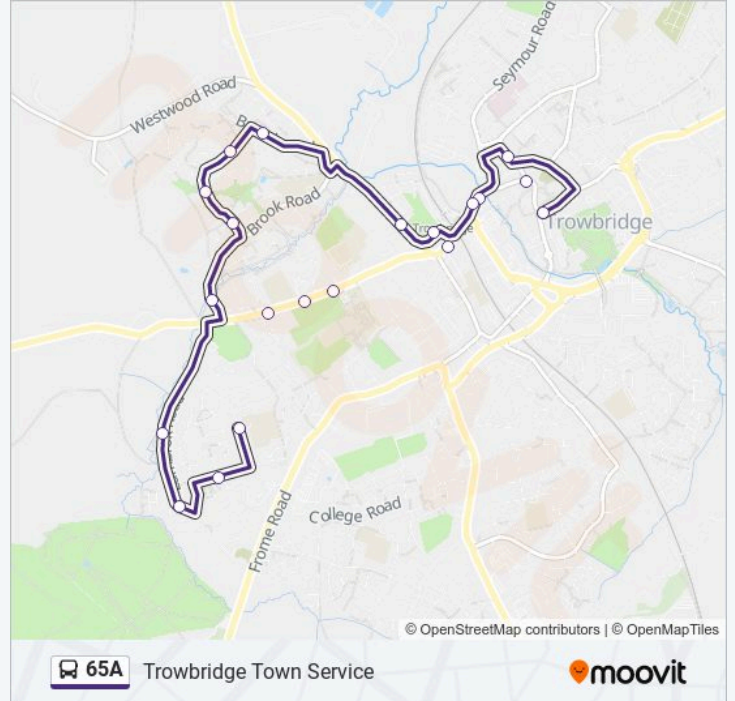 Seymour Road
Westwood Road
Brook Road
Trowbridge
Frome Road
College Road
© OpenStreetMap contributors | © OpenMapTiles
65A Trowbridge Town Service
moovit